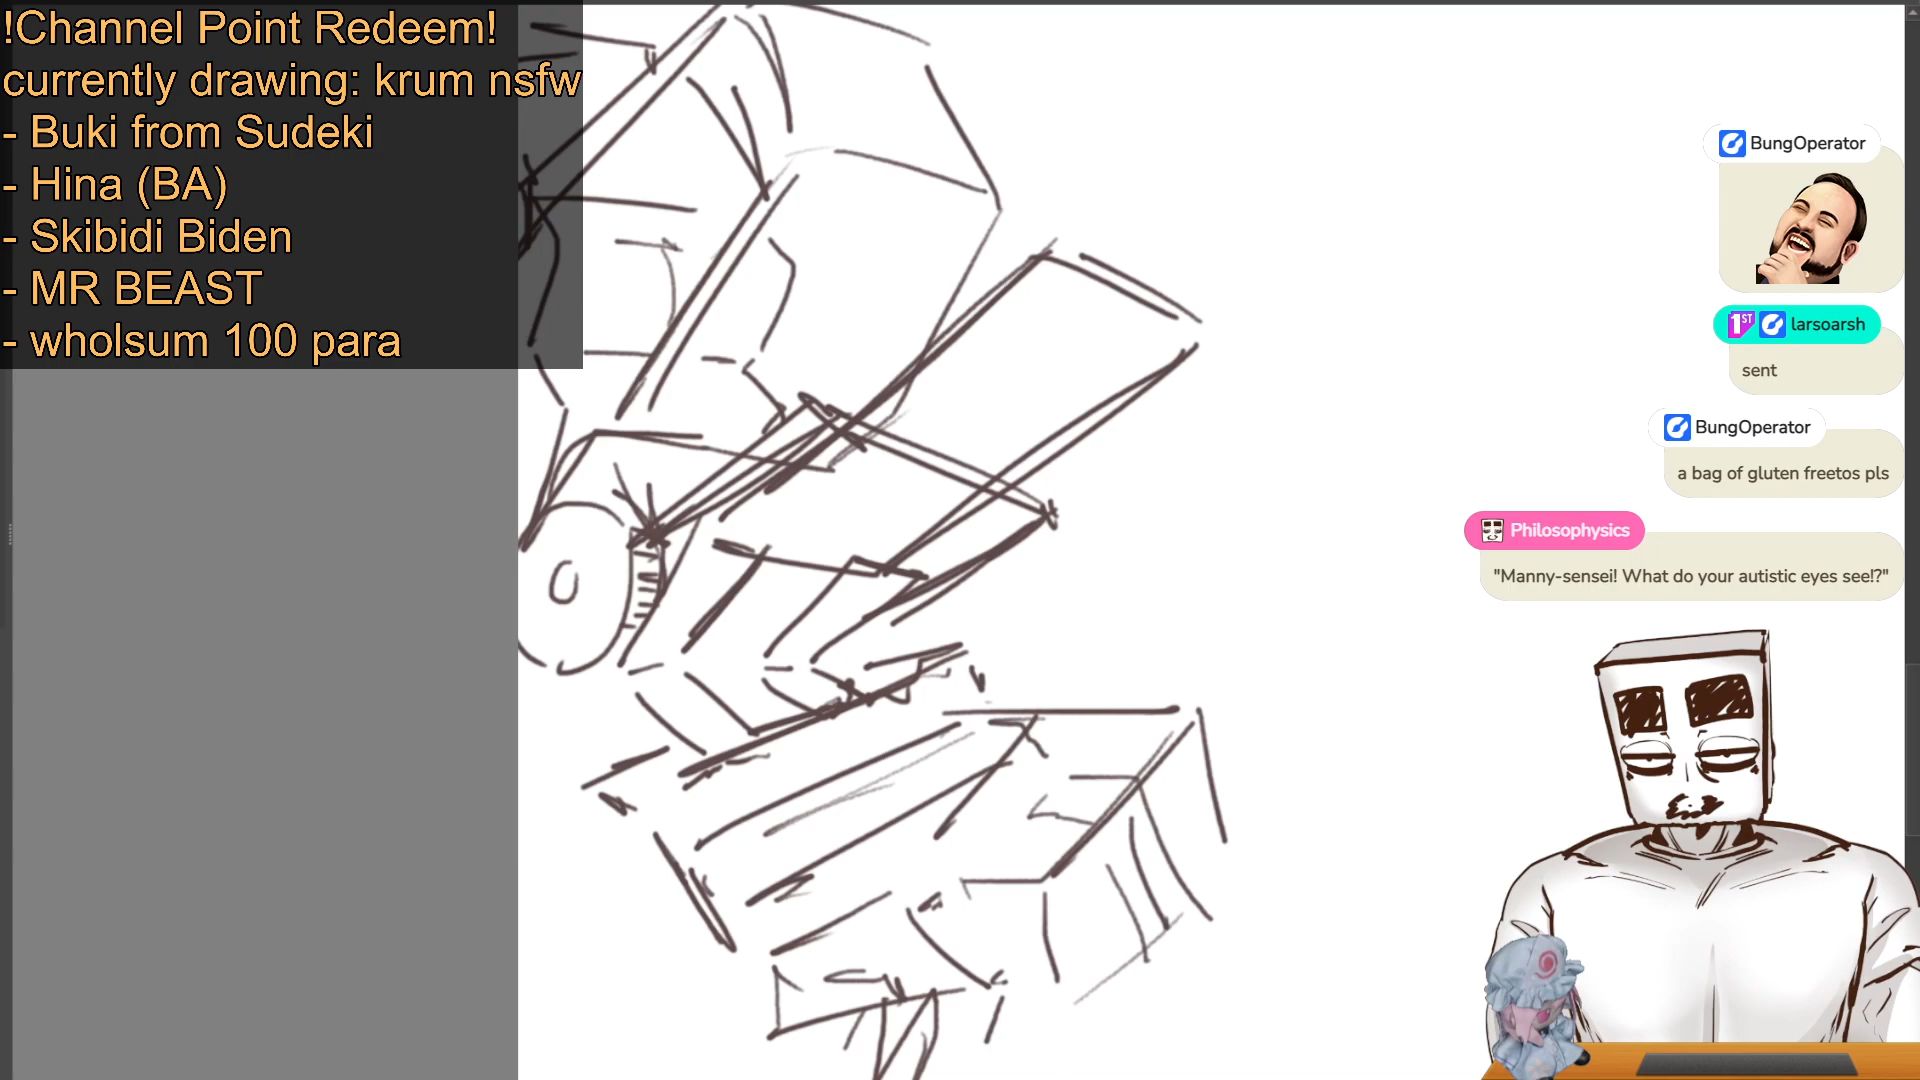 !Channel Point Redeem!
currently drawing: krum nsfw
- Buki from Sudeki
- Hina (BA)
- Skibidi Biden
- MR BEAST
- wholsum 100 para
BungOperator
1ST larsoarsh
sent
BungOperator
a bag of gluten freetos pls
Philosophysics
"Manny-sensei! What do your autistic eyes see!?"